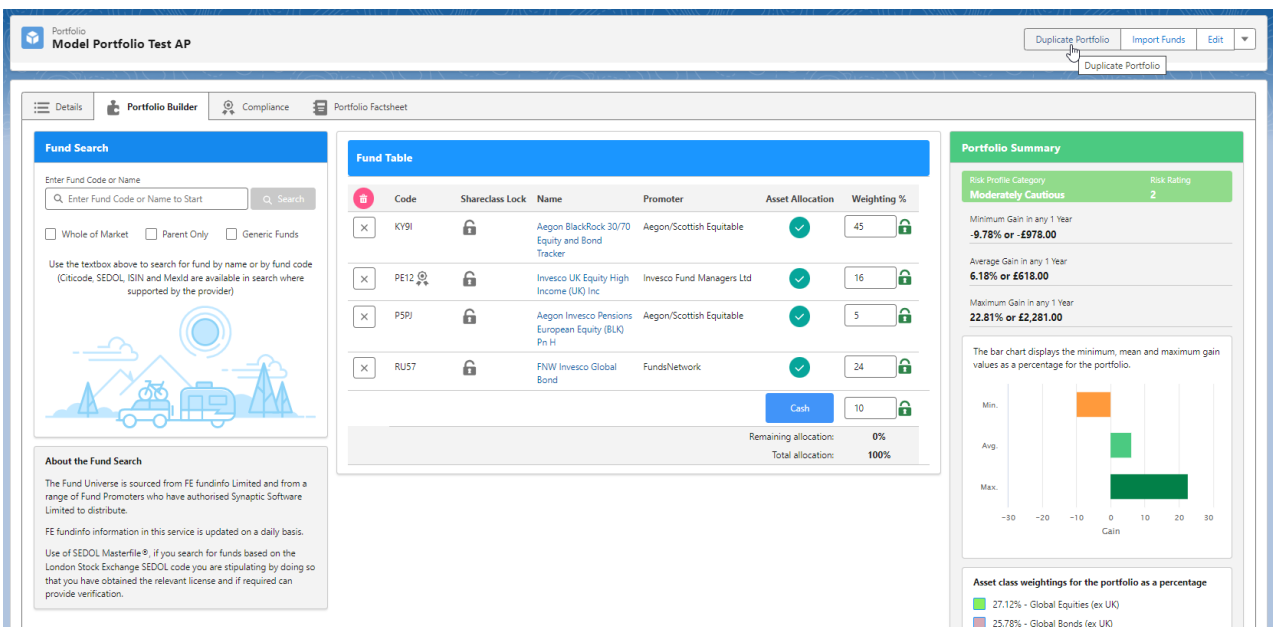 Portfolio
Model Portfolio Test AP
Duplicate Portfolio
Import Funds
Edit
Duplicate Portfolio
Details
Portfolio Builder
Compliance
Portfolio Factsheet
Fund Search
Enter Fund Code or Name
Enter Fund Code or Name to Start
Search
Whole of Market
Parent Only
Generic Funds
Use the textbox above to search for fund by name or by fund code
(Citicode, SEDOL, ISIN and MexId are available in search where
supported by the provider)
About the Fund Search
The Fund Universe is sourced from FE fundinfo Limited and from a
range of Fund Promoters who have authorised Synaptic Software
Limited to distribute.
FE fundinfo information in this service is updated on a daily basis.
Use of SEDOL Masterfile®, if you search for funds based on the
London Stock Exchange SEDOL code you are stipulating by doing so
that you have obtained the relevant license and if required can
provide verification.
Fund Table
Code Shareclass Lock Name Promoter Asset Allocation Weighting %
KY9I Aegon BlackRock 30/70 Aegon/Scottish Equitable 45
Equity and Bond
Tracker
PE12 Invesco UK Equity High Invesco Fund Managers Ltd 16
Income (UK) Inc
P5PJ Aegon Invesco Pensions Aegon/Scottish Equitable 5
European Equity (BLK)
Pn H
RU57 FNW Invesco Global FundsNetwork 24
Bond
Cash 10
Remaining allocation: 0%
Total allocation: 100%
Portfolio Summary
Risk Profile Category Risk Rating
Moderately Cautious 2
Minimum Gain in any 1 Year
-9.78% or -£978.00
Average Gain in any 1 Year
6.18% or £618.00
Maximum Gain in any 1 Year
22.81% or £2,281.00
The bar chart displays the minimum, mean and maximum gain
values as a percentage for the portfolio.
Min.
Avg.
Max.
-30 -20 -10 0 10 20 30
Gain
Asset class weightings for the portfolio as a percentage
27.12% - Global Equities (ex UK)
25.78% - Global Bonds (ex UK)